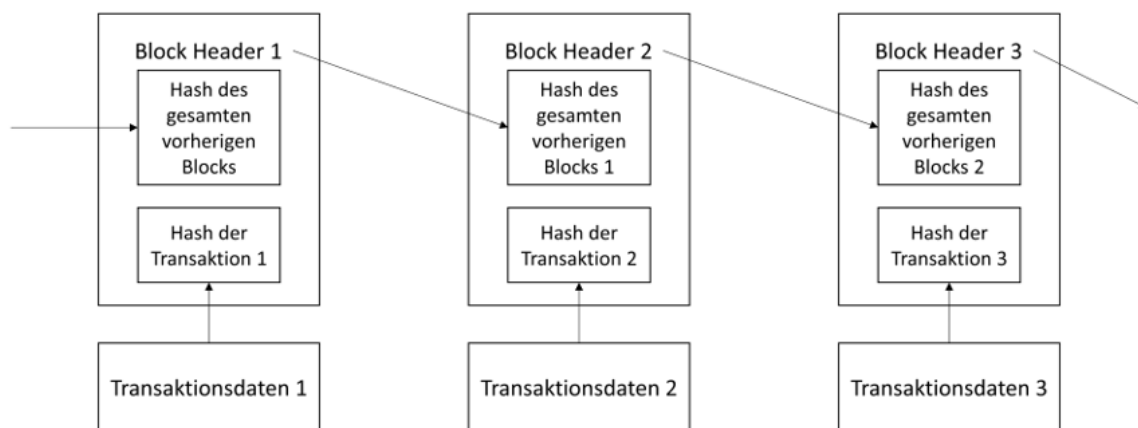 Block Header 1
Hash des
gesamten
vorherigen
Blocks
Hash der
Transaktion 1
Transaktionsdaten 1
Block Header 2
Hash des
gesamten
vorherigen
Blocks 1
Hash der
Transaktion 2
Transaktionsdaten 2
Block Header 3
Hash des
gesamten
vorherigen
Blocks 2
Hash der
Transaktion 3
Transaktionsdaten 3